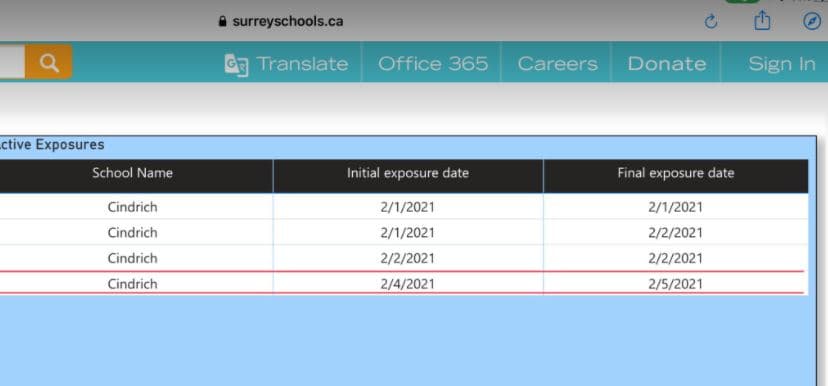 surreyschools.ca
Translate Office 365 Careers Donate Sign In
ctive Exposures
School Name Initial exposure date Final exposure date
Cindrich 2/1/2021 2/1/2021
Cindrich 2/1/2021 2/2/2021
Cindrich 2/2/2021 2/2/2021
Cindrich 2/4/2021 2/5/2021